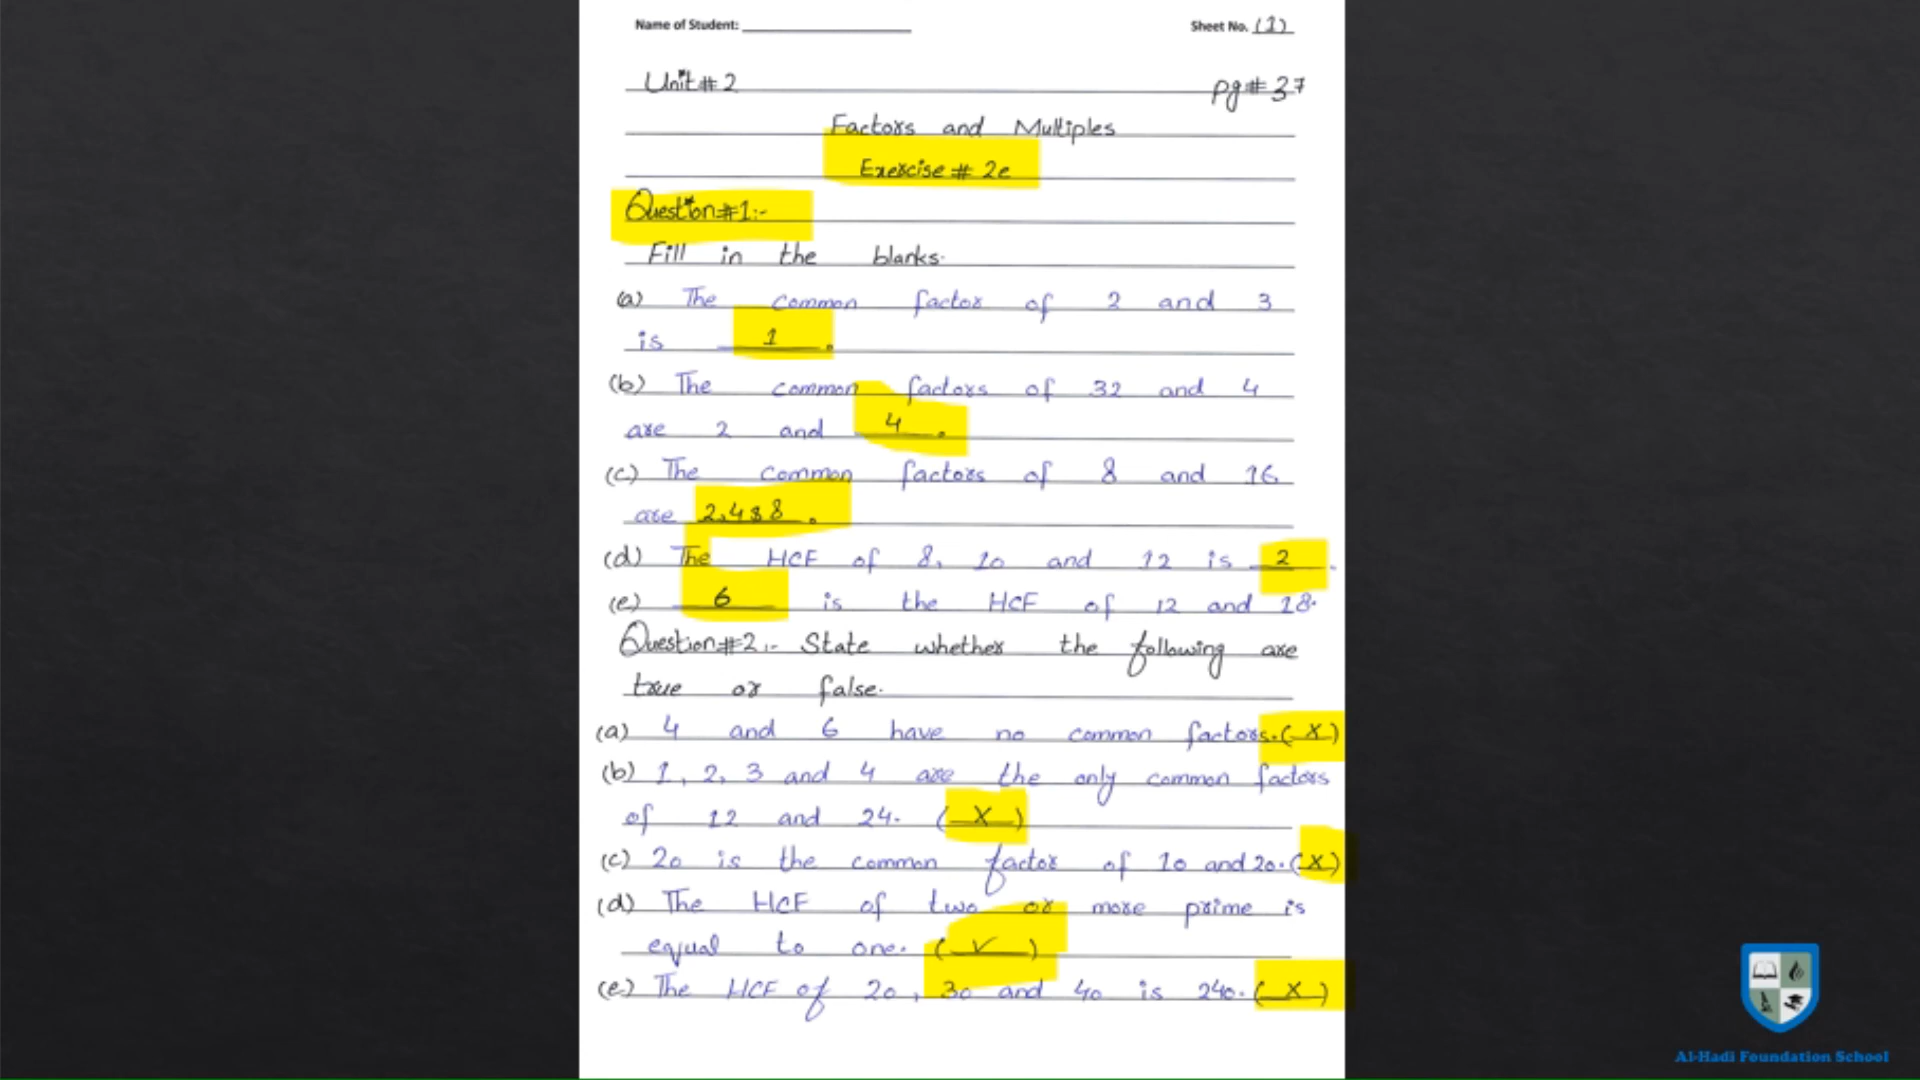 Name of Student: Sheet No. (1)
Unit # 2 pg # 37
Factors and Multiples
Exercise # 2e
Question#1:-
Fill in the blanks.
(a) The common factor of 2 and 3
is 1.
(b) The common factors of 32 and 4
are 2 and 4.
(c) The common factors of 8 and 16
are 2,4 & 8.
(d) The HCF of 8, 10 and 12 is 2.
(e) 6 is the HCF of 12 and 18.
Question#2:- State whether the following are
true or false.
(a) 4 and 6 have no common factors. (X)
(b) 1, 2, 3 and 4 are the only common factors
of 12 and 24. (X)
(c) 20 is the common factor of 10 and 20. (X)
(d) The HCF of two or more prime is
equal to one. (✓)
(e) The HCF of 20, 30 and 40 is 240. (X)
Al-Hadi Foundation School